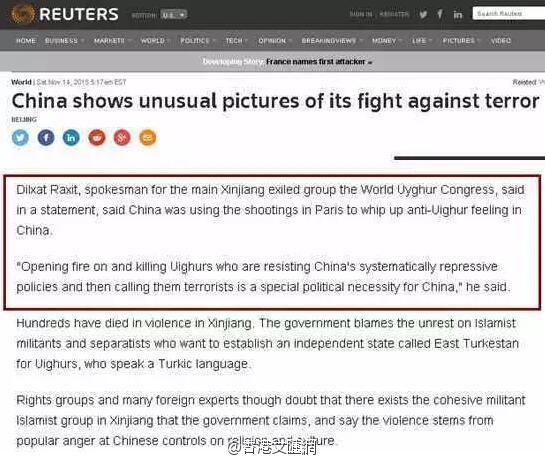 REUTERS
EDITION: U.S.
SIGN IN | REGISTER
Search Reuters
HOME BUSINESS MARKETS WORLD POLITICS TECH OPINION BREAKINGVIEWS MONEY LIFE PICTURES VIDEO
Developing Story: France names first attacker »
World | Sat Nov 14, 2015 5:17am EST
Related:
China shows unusual pictures of its fight against terror
BEIJING
Dilxat Raxit, spokesman for the main Xinjiang exiled group the World Uyghur Congress, said
in a statement, said China was using the shootings in Paris to whip up anti-Uighur feeling in
China.
"Opening fire on and killing Uighurs who are resisting China's systematically repressive
policies and then calling them terrorists is a special political necessity for China," he said.
Hundreds have died in violence in Xinjiang. The government blames the unrest on Islamist
militants and separatists who want to establish an independent state called East Turkestan
for Uighurs, who speak a Turkic language.
Rights groups and many foreign experts though doubt that there exists the cohesive militant
Islamist group in Xinjiang that the government claims, and say the violence stems from
popular anger at Chinese controls on religion and culture.
@香港文匯網